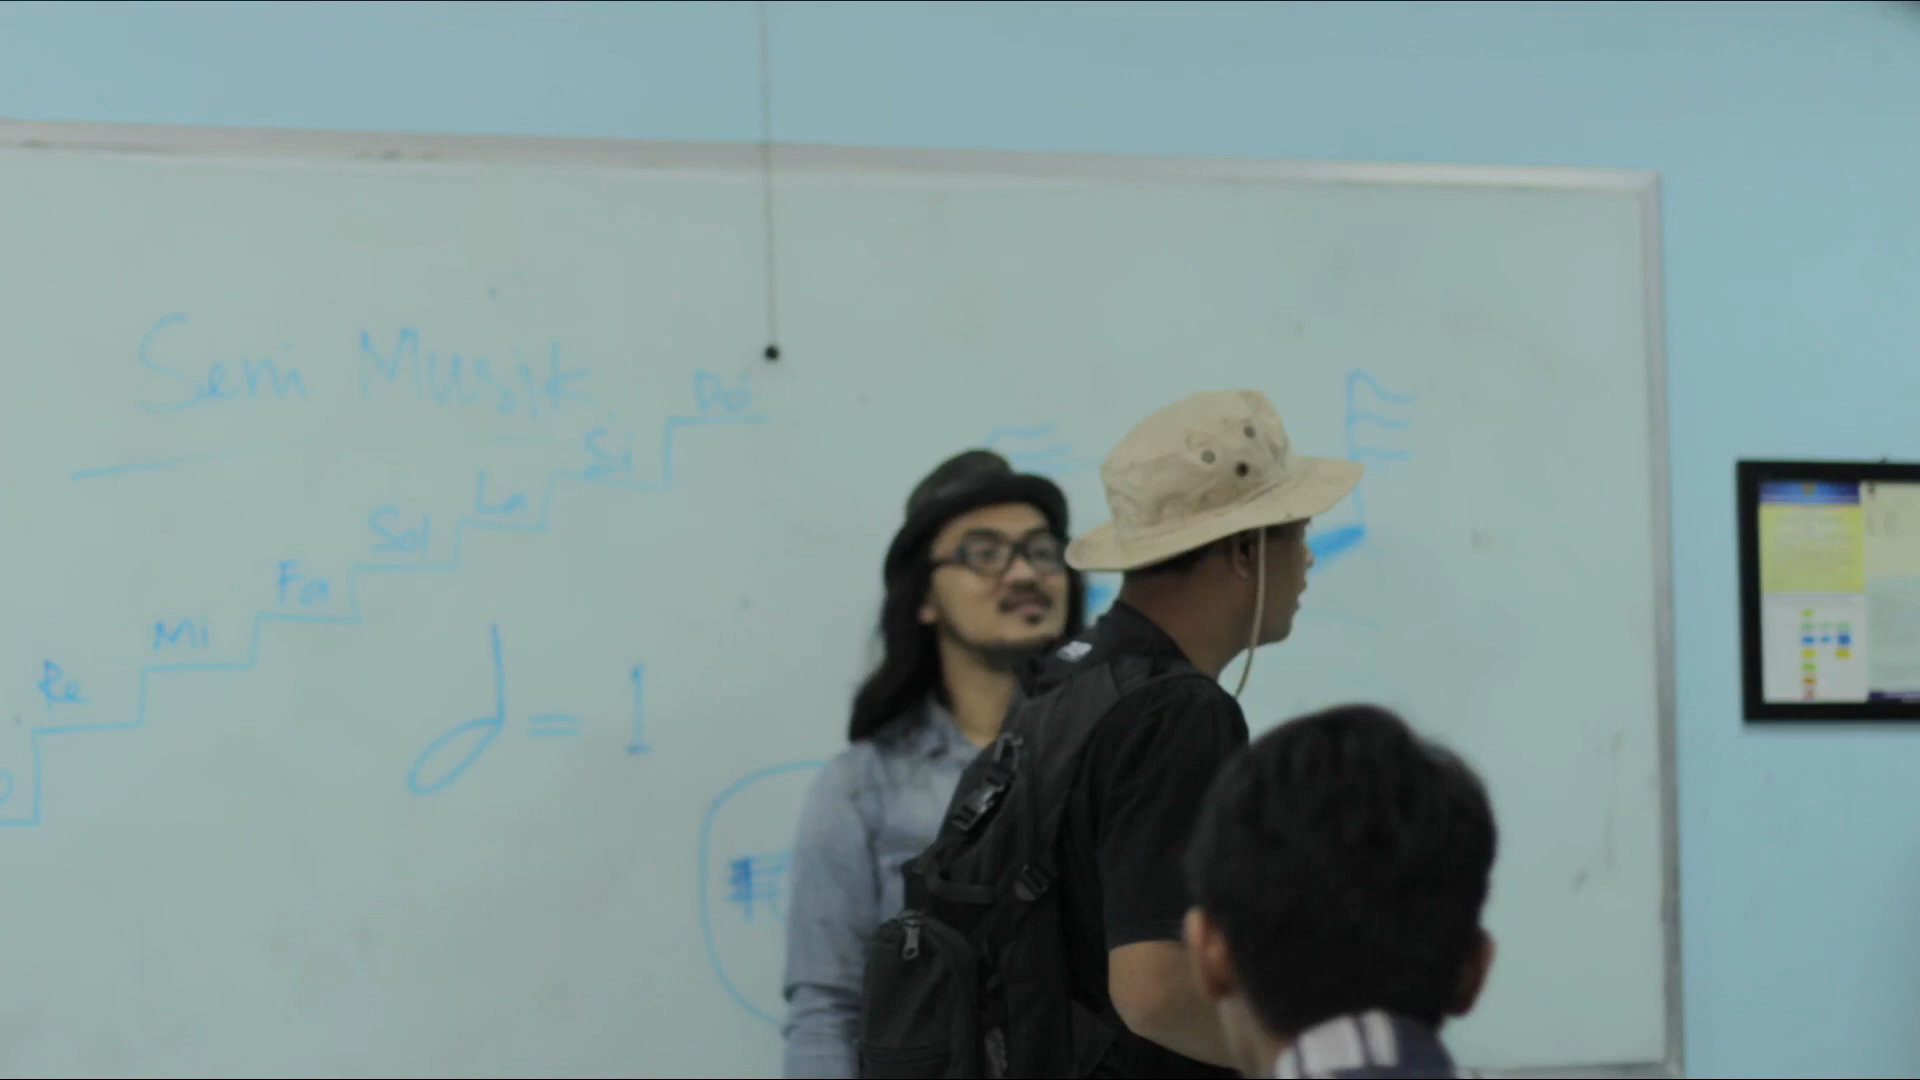 Seni Musik
Do
Si
La
Sol
Fa
Mi
Re
= 1